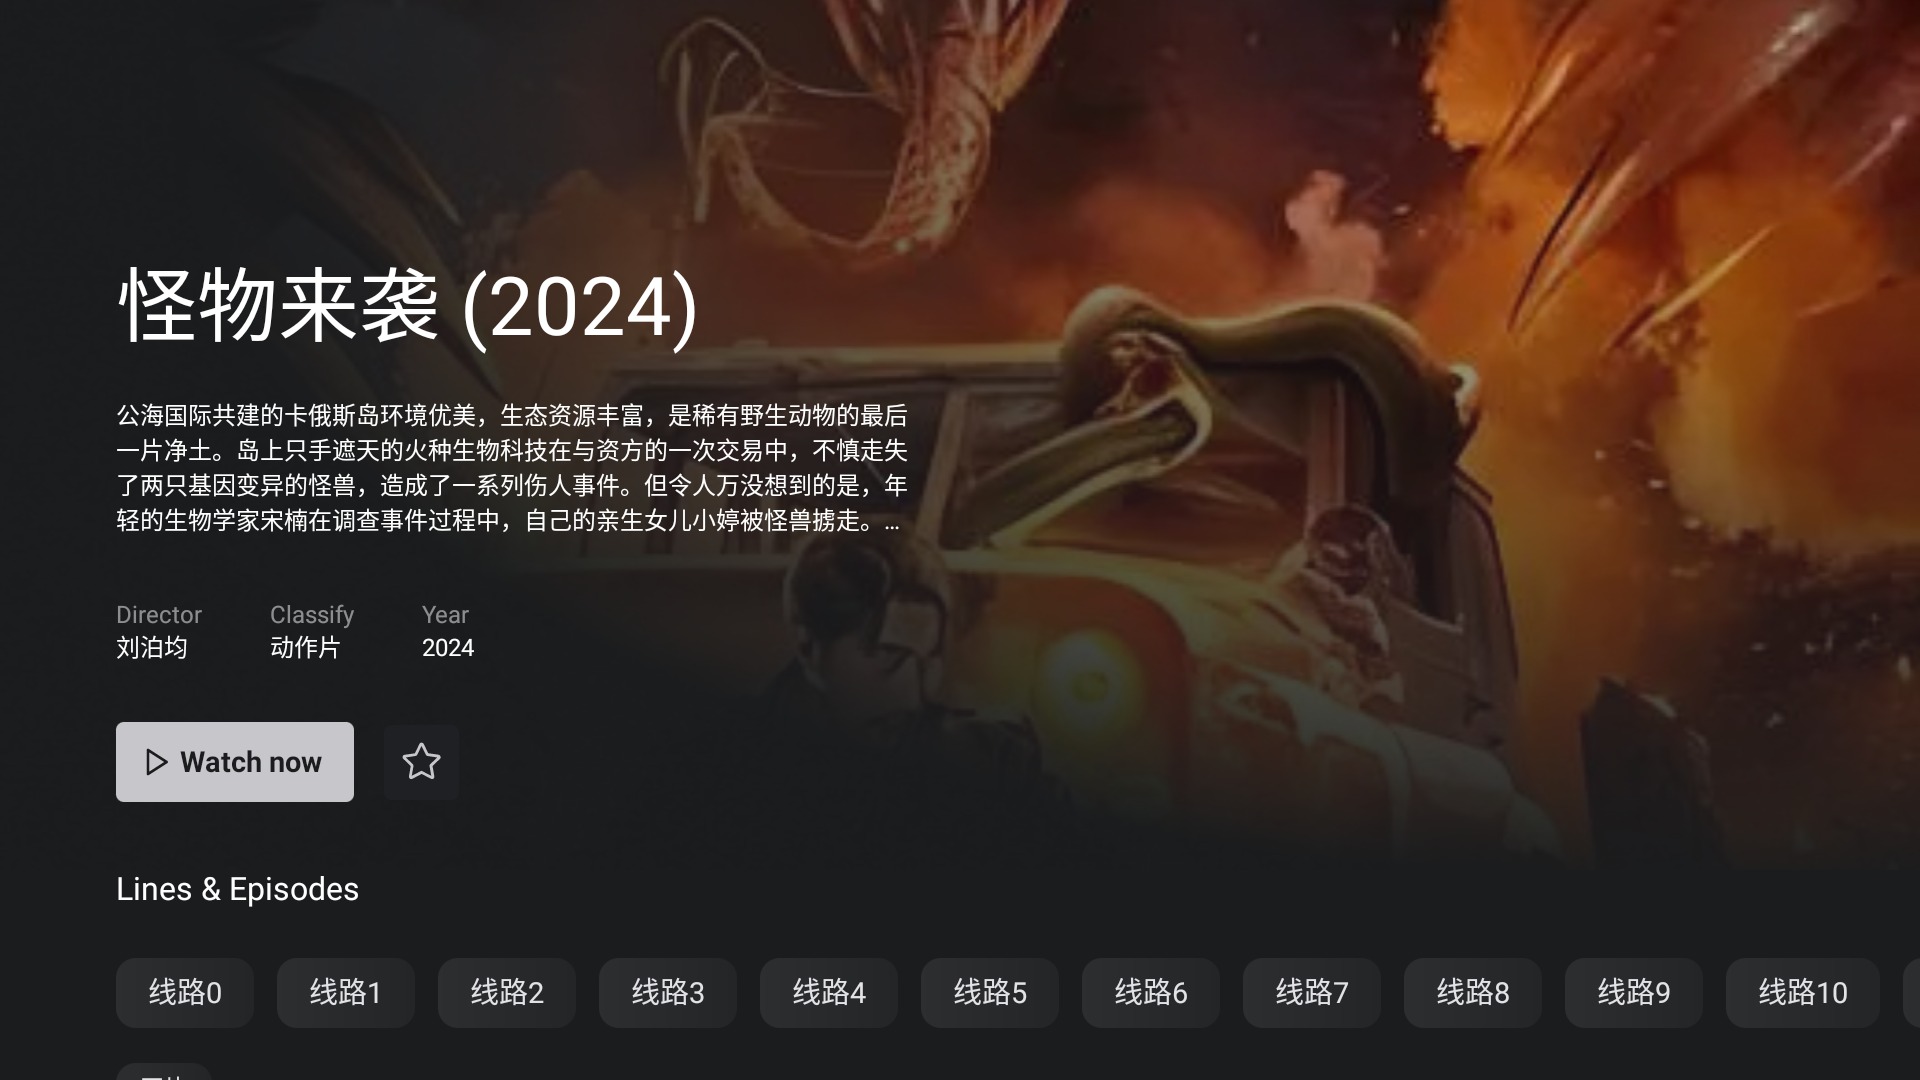 怪物来袭 (2024)
公海国际共建的卡俄斯岛环境优美，生态资源丰富，是稀有野生动物的最后
一片净土。岛上只手遮天的火种生物科技在与资方的一次交易中，不慎走失
了两只基因变异的怪兽，造成了一系列伤人事件。但令人万没想到的是，年
轻的生物学家宋楠在调查事件过程中，自己的亲生女儿小婷被怪兽掳走。…
Director Classify Year
刘泊均 动作片 2024
Watch now
Lines & Episodes
线路0 线路1 线路2 线路3 线路4 线路5 线路6 线路7 线路8 线路9 线路10